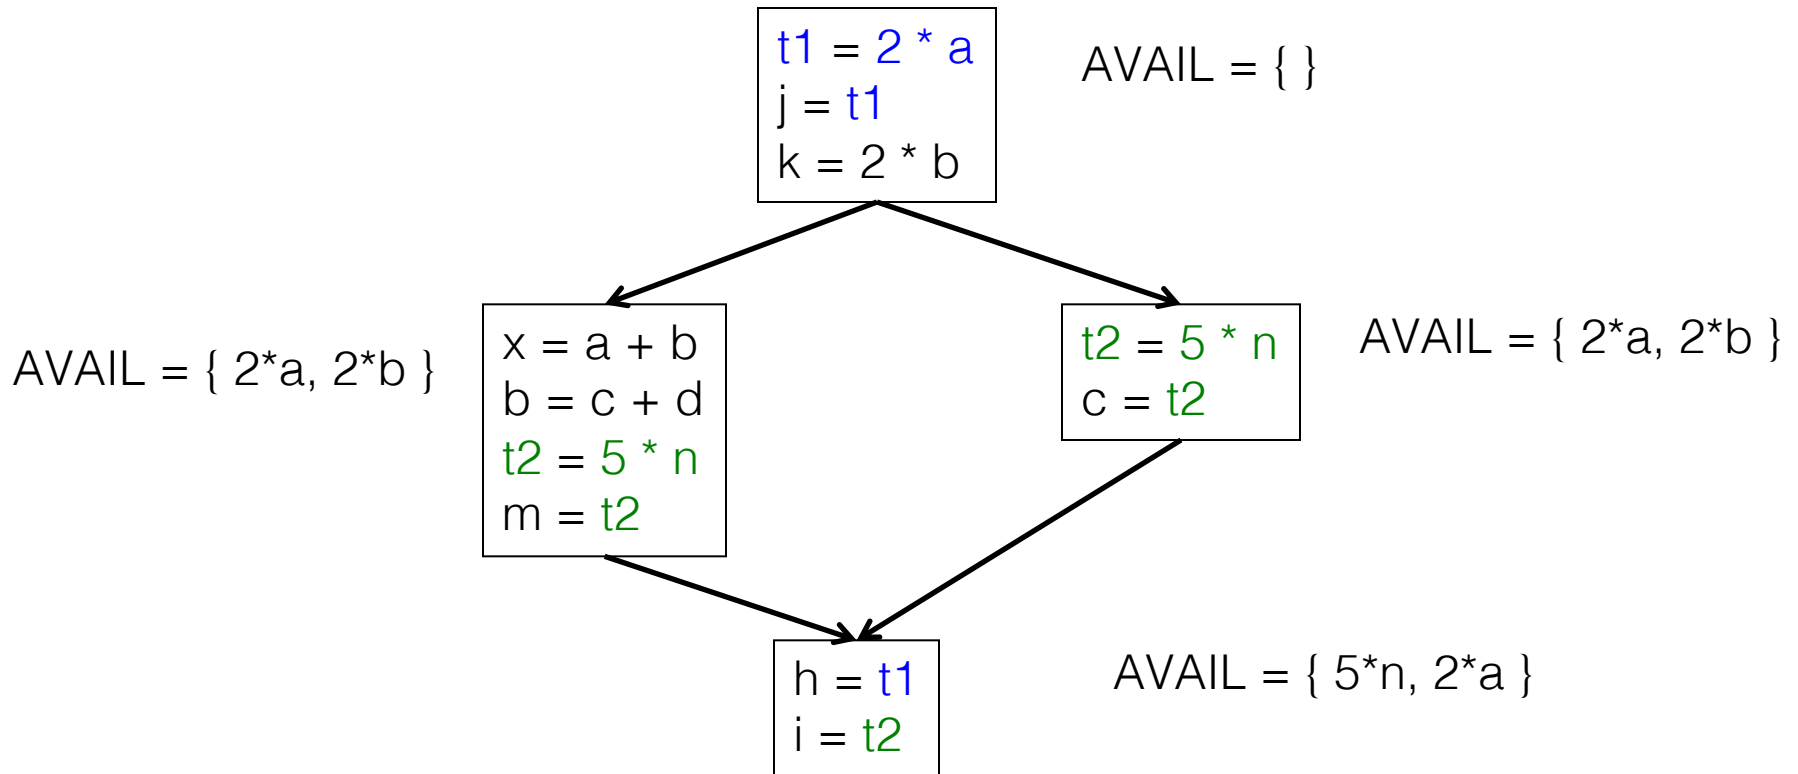 t1 = 2 * a
j = t1
k = 2 * b
AVAIL = { }
AVAIL = { 2*a, 2*b }
x = a + b
b = c + d
t2 = 5 * n
m = t2
t2 = 5 * n
c = t2
AVAIL = { 2*a, 2*b }
h = t1
i = t2
AVAIL = { 5*n, 2*a }